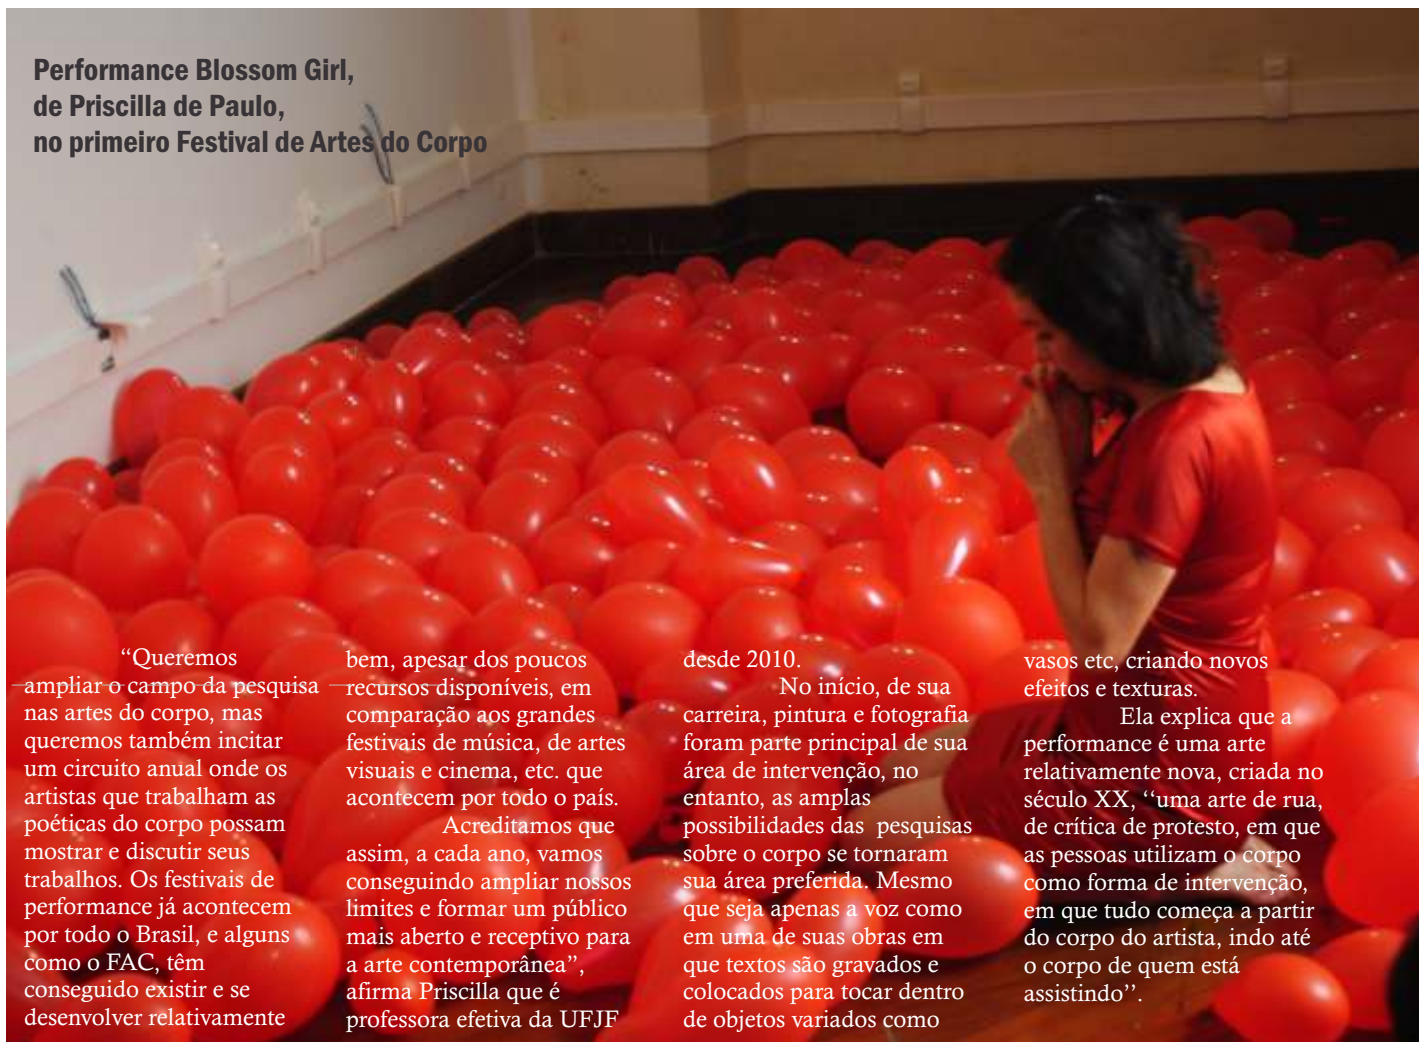 Performance Blossom Girl,
de Priscilla de Paulo,
no primeiro Festival de Artes do Corpo
“Queremos
ampliar o campo da pesquisa
nas artes do corpo, mas
queremos também incitar
um circuito anual onde os
artistas que trabalham as
poéticas do corpo possam
mostrar e discutir seus
trabalhos. Os festivais de
performance já acontecem
por todo o Brasil, e alguns
como o FAC, têm
conseguido existir e se
desenvolver relativamente
bem, apesar dos poucos
recursos disponíveis, em
comparação aos grandes
festivais de música, de artes
visuais e cinema, etc. que
acontecem por todo o país.
Acreditamos que
assim, a cada ano, vamos
conseguindo ampliar nossos
limites e formar um público
mais aberto e receptivo para
a arte contemporânea”,
afirma Priscilla que é
professora efetiva da UFJF
desde 2010.
No início, de sua
carreira, pintura e fotografia
foram parte principal de sua
área de intervenção, no
entanto, as amplas
possibilidades das  pesquisas
sobre o corpo se tornaram
sua área preferida. Mesmo
que seja apenas a voz como
em uma de suas obras em
que textos são gravados e
colocados para tocar dentro
de objetos variados como
vasos etc, criando novos
efeitos e texturas.
Ela explica que a
performance é uma arte
relativamente nova, criada no
século XX, ‘‘uma arte de rua,
de crítica de protesto, em que
as pessoas utilizam o corpo
como forma de intervenção,
em que tudo começa a partir
do corpo do artista, indo até
o corpo de quem está
assistindo’’.